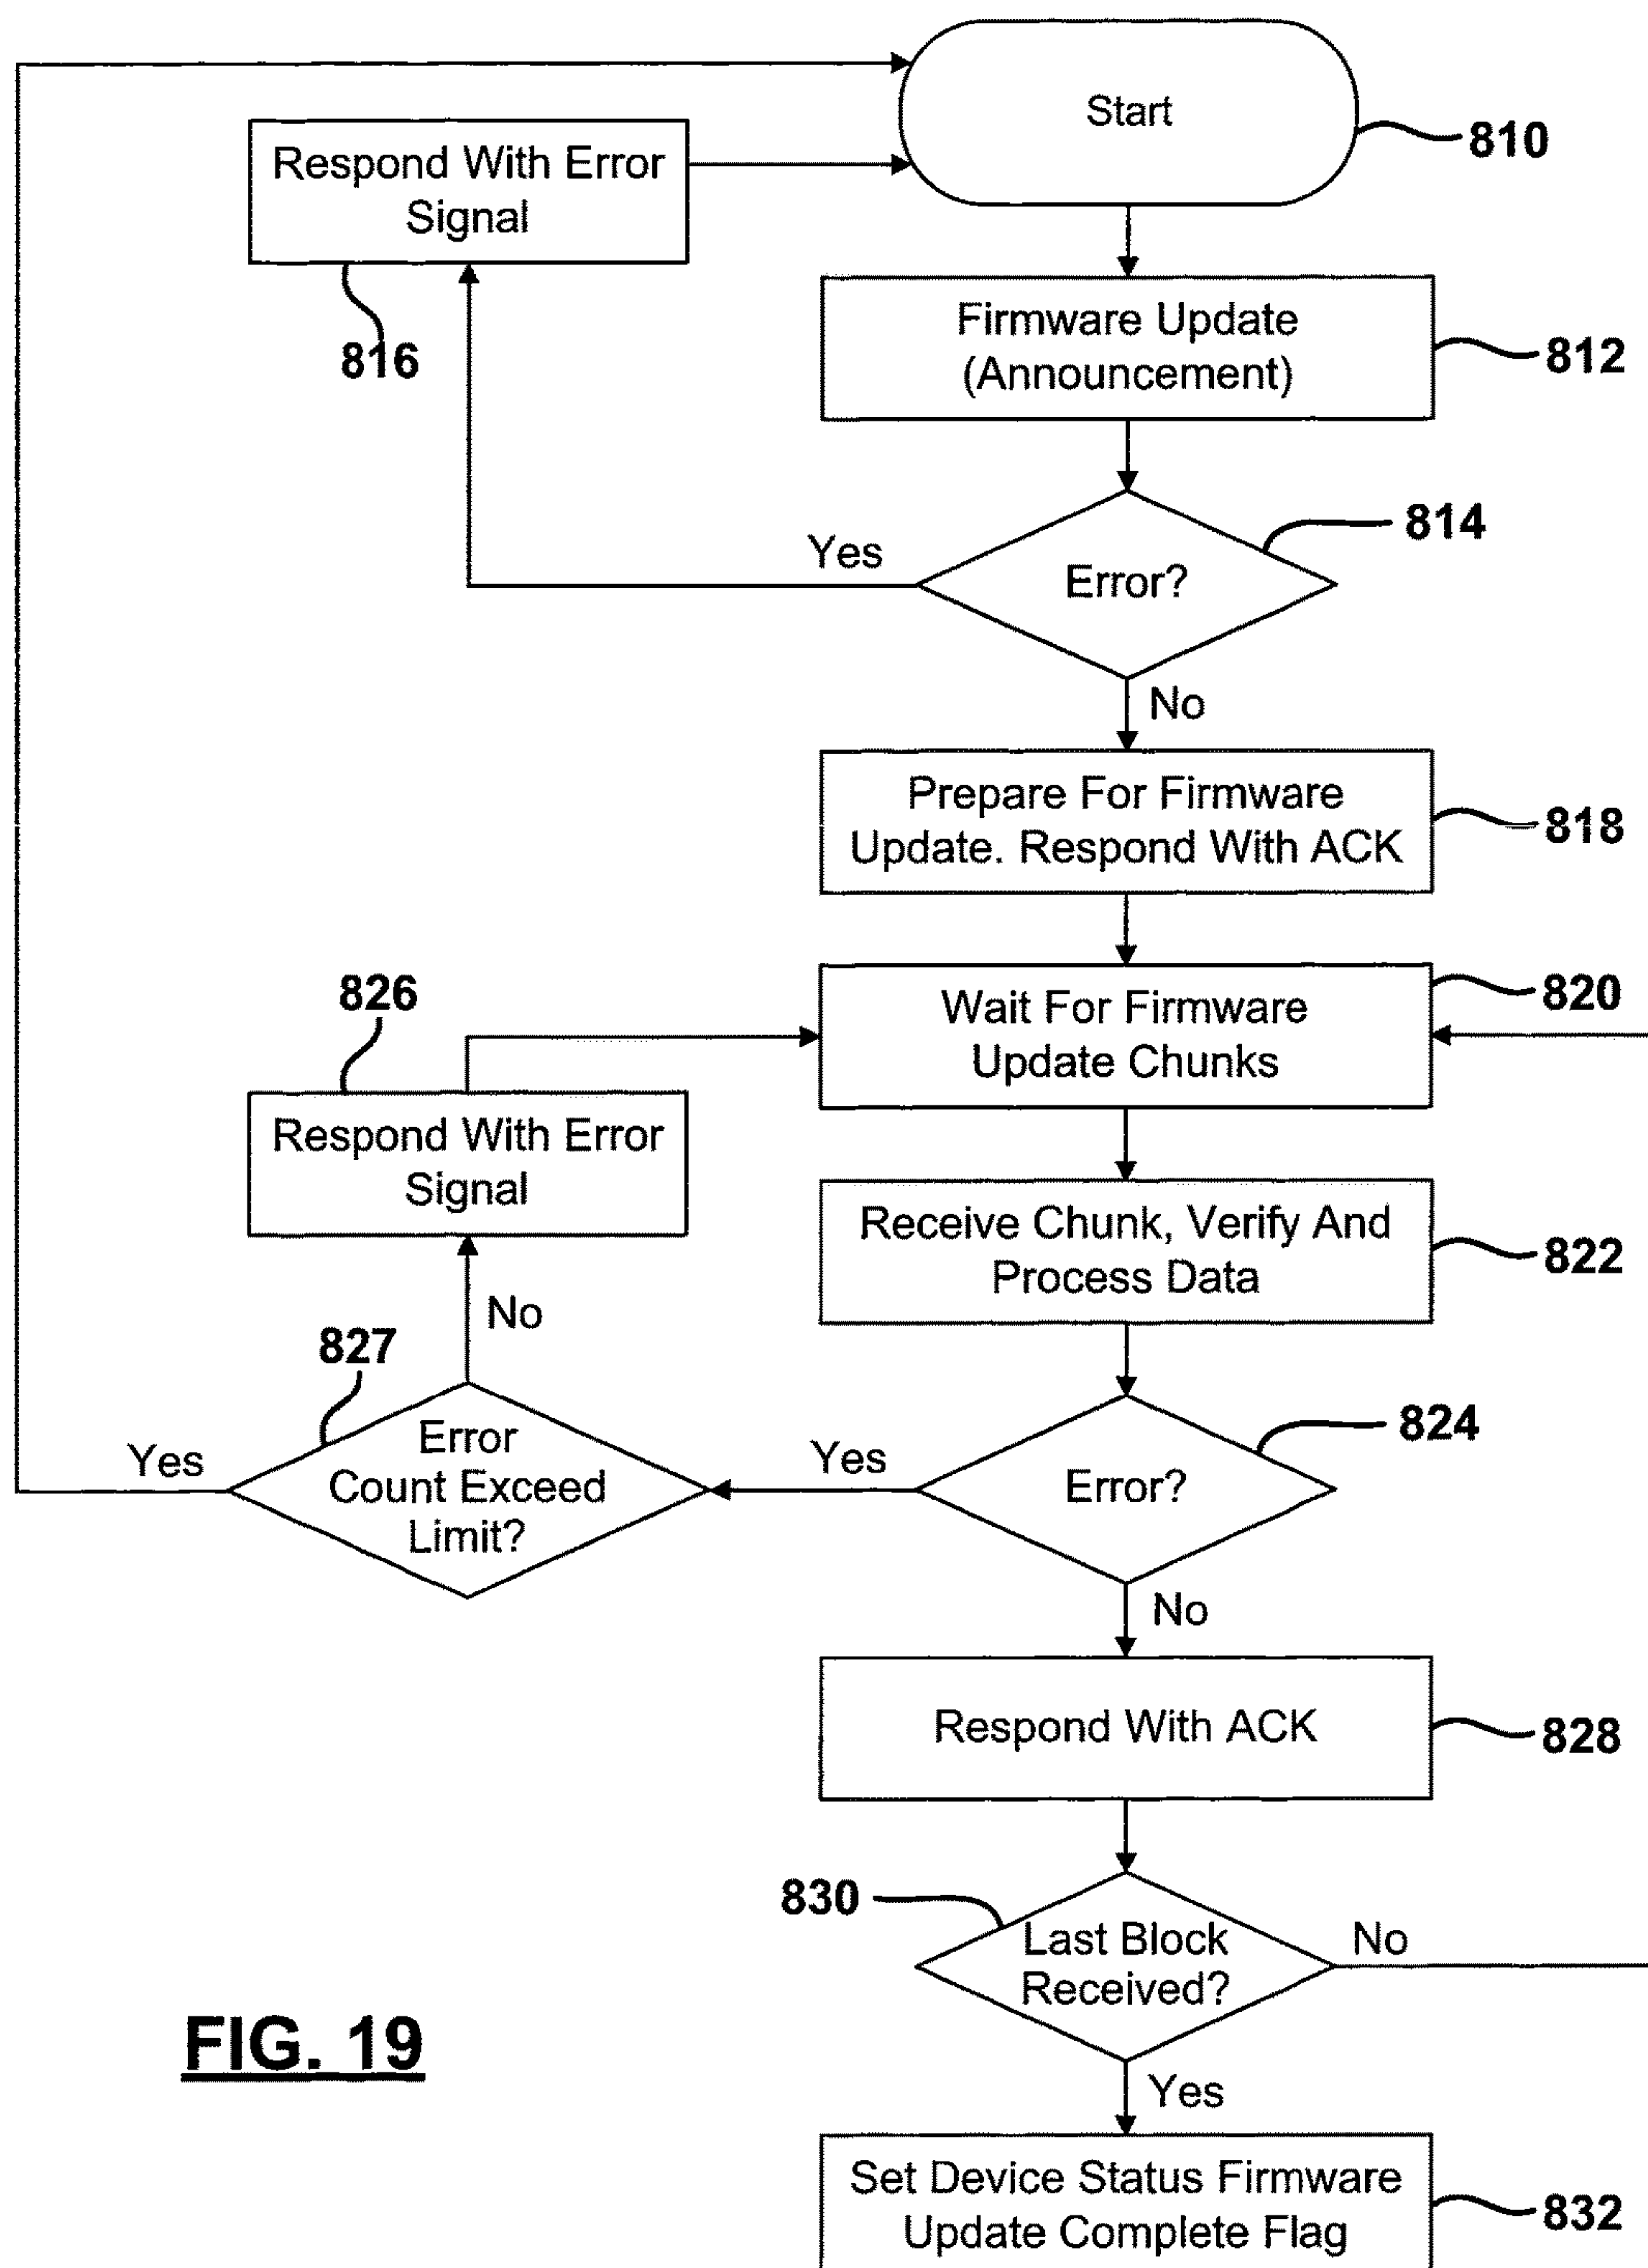 Start
810
Respond With Error
Signal
816
Firmware Update
(Announcement)
812
Yes
Error?
814
No
Prepare For Firmware
Update. Respond With ACK
818
826
Wait For Firmware
Update Chunks
820
Respond With Error
Signal
Receive Chunk, Verify And
Process Data
822
No
827
Error
Count Exceed
Limit?
Yes
Yes
Error?
824
No
Respond With ACK
828
830
Last Block
Received?
No
Yes
FIG. 19
Set Device Status Firmware
Update Complete Flag
832